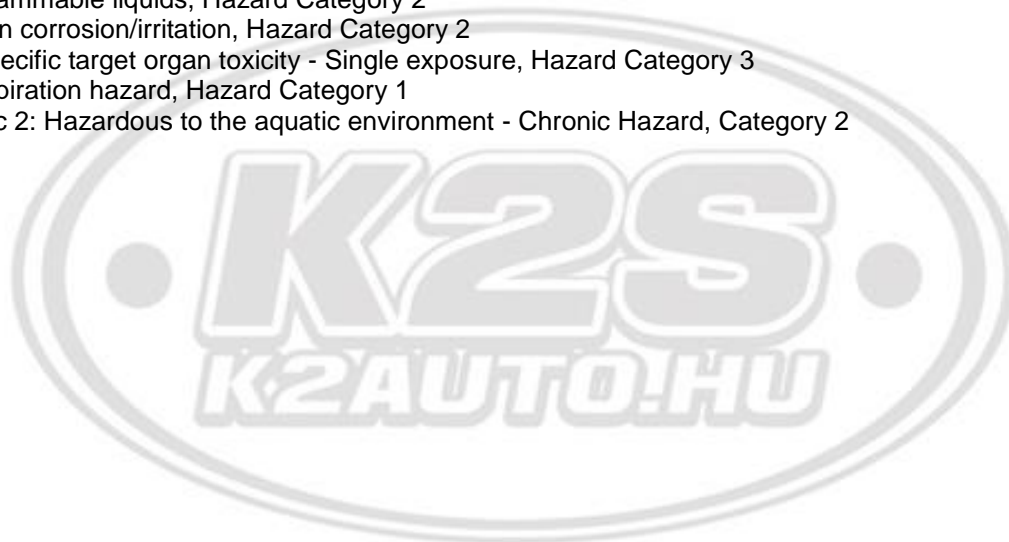 ammable liquids, Hazard Category 2
n corrosion/irritation, Hazard Category 2
ecific target organ toxicity - Single exposure, Hazard Category 3
piration hazard, Hazard Category 1
c 2: Hazardous to the aquatic environment - Chronic Hazard, Category 2
K2S
K2AUTO.HU